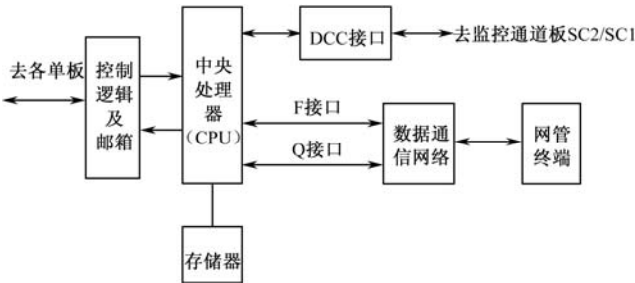 去各单板
控制
逻辑
及
邮箱
中央
处理
器
(CPU)
DCC接口
去监控通道板SC2/SC1
F接口
Q接口
数据通
信网络
网管
终端
存储器